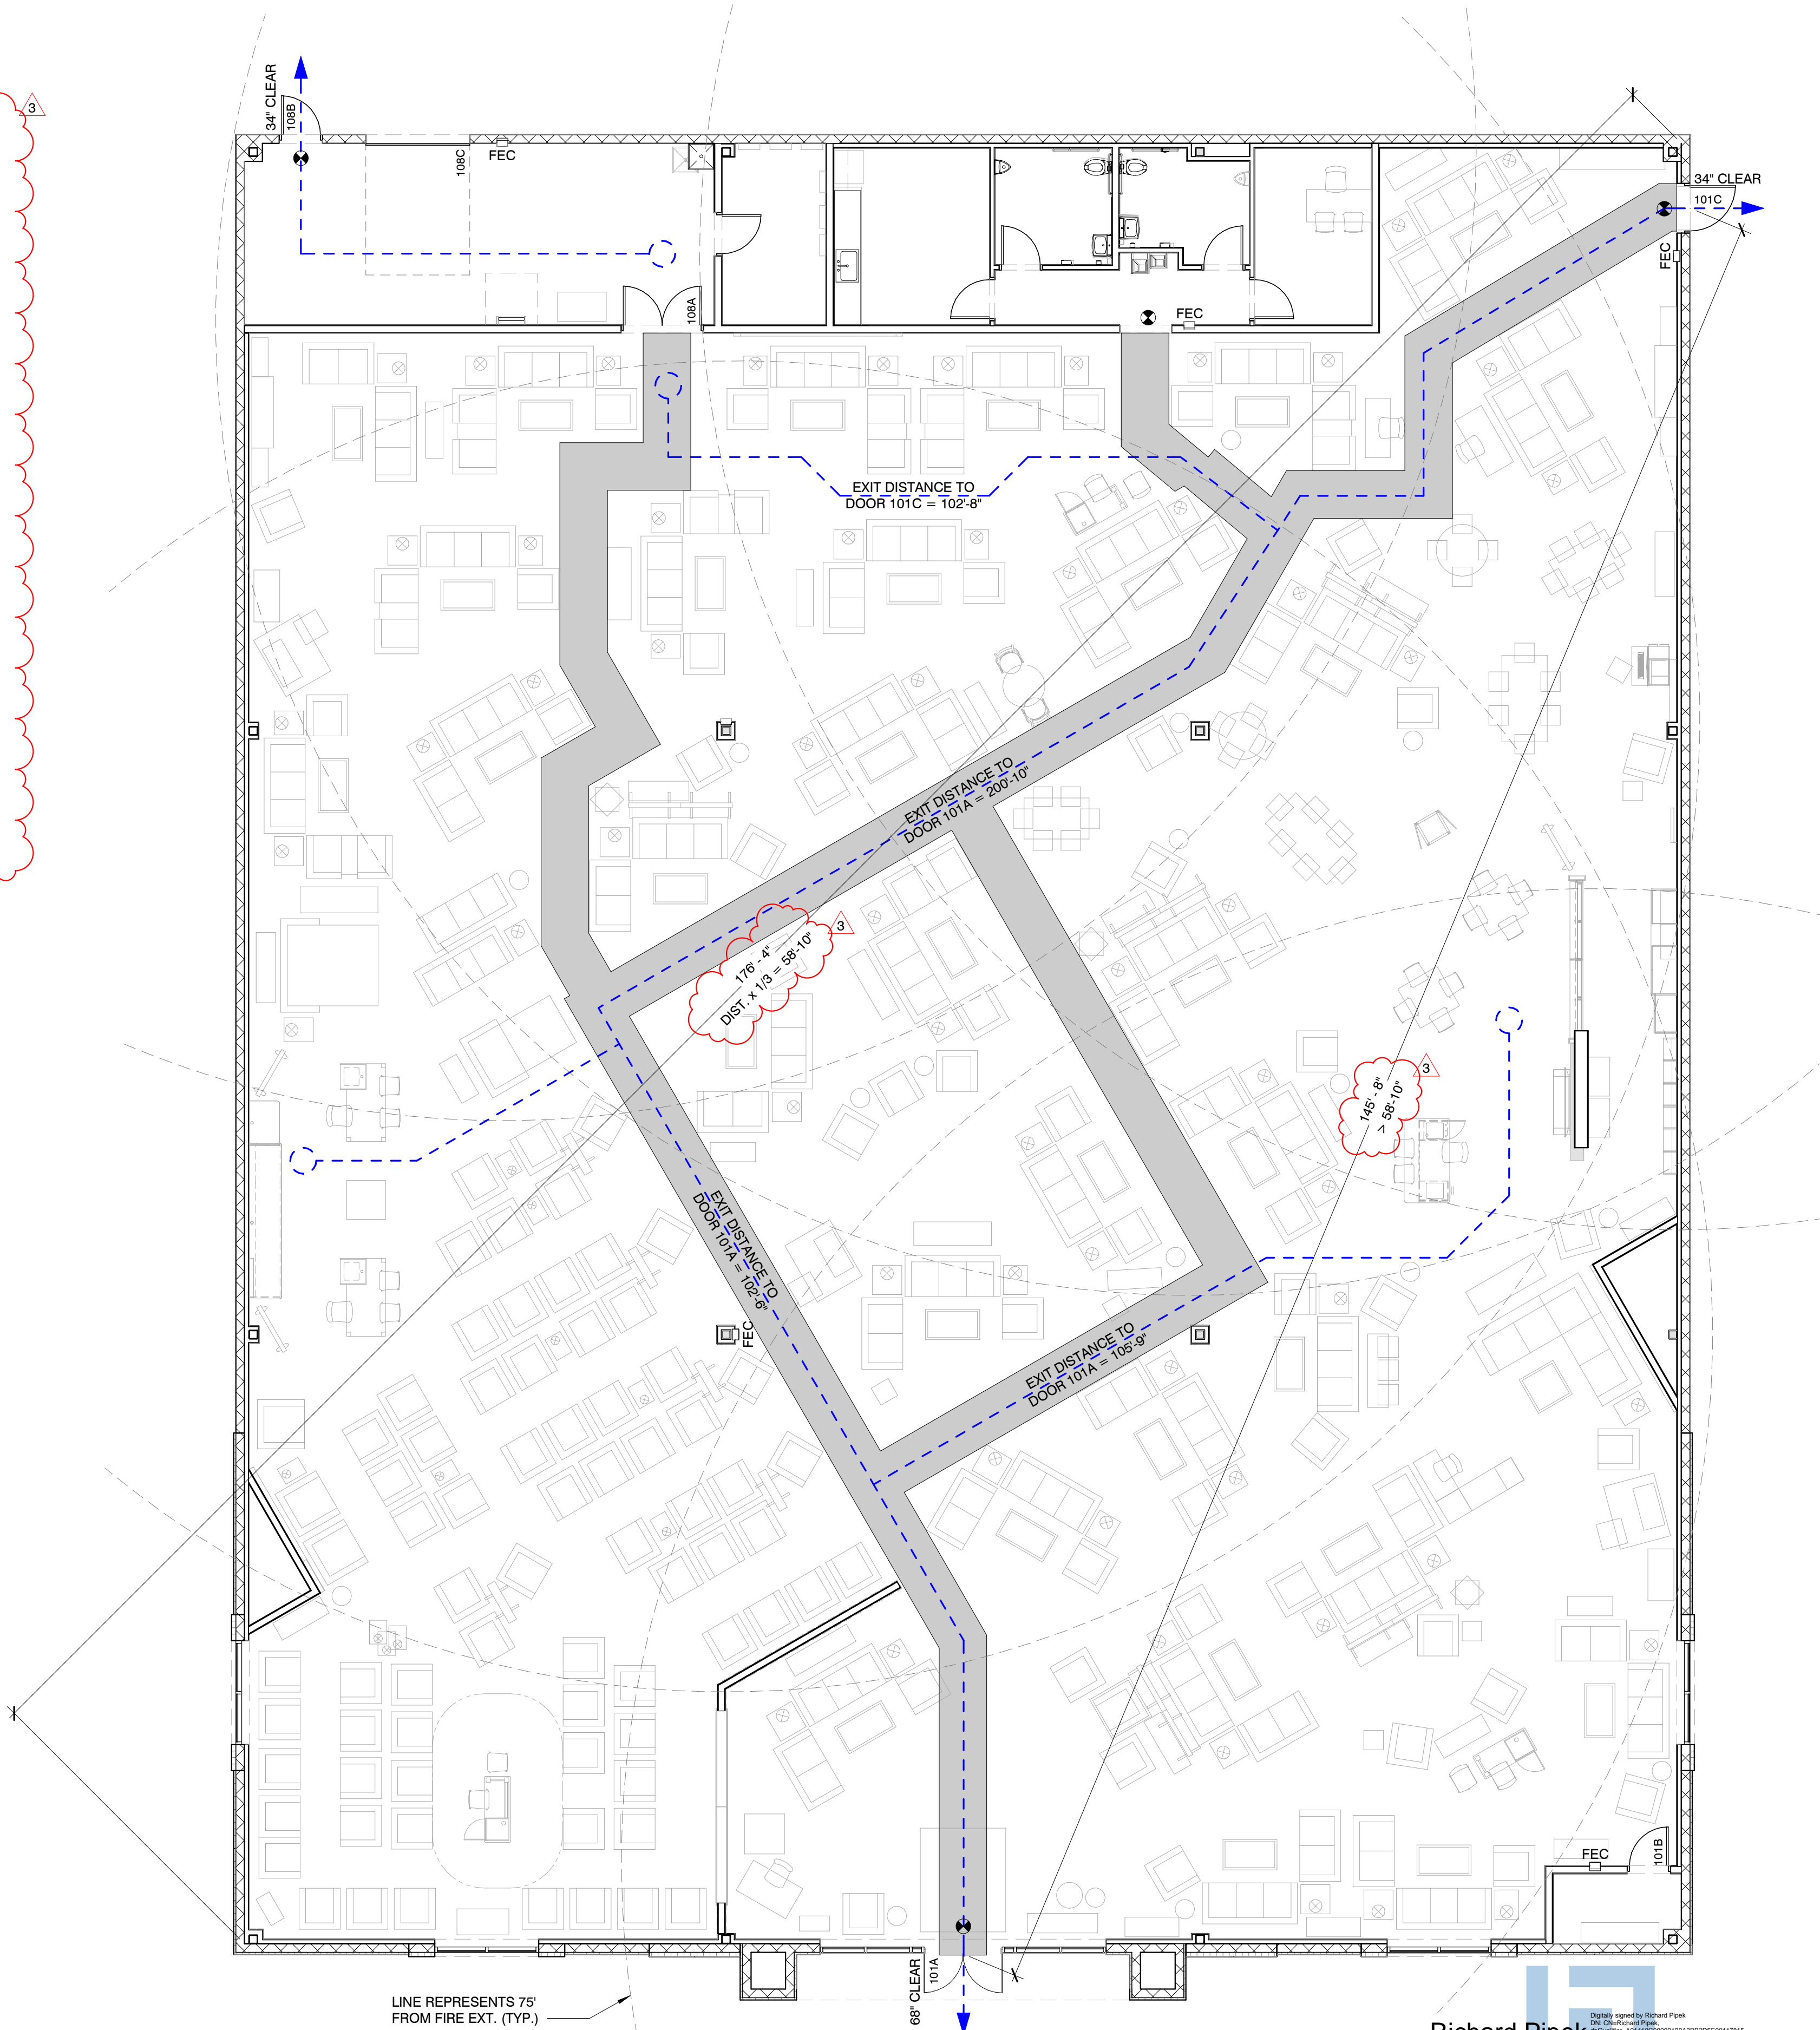 3
34" CLEAR
108B
108C
FEC
34" CLEAR
101C
FEC
108A
FEC
EXIT DISTANCE TO
DOOR 101C = 102'-8"
EXIT DISTANCE TO
DOOR 101A = 200'-10"
3
176' - 4"
DIST. x 1/3 = 58'-10"
3
145' - 8"
> 58'-10"
EXIT DISTANCE TO
DOOR 101A = 102'-6"
FEC
EXIT DISTANCE TO
DOOR 101A = 105'-9"
FEC
101B
68" CLEAR
101A
LINE REPRESENTS 75'
FROM FIRE EXT. (TYP.)
Richard Pipek
Digitally signed by Richard Pipek
DN: CN=Richard Pipek,